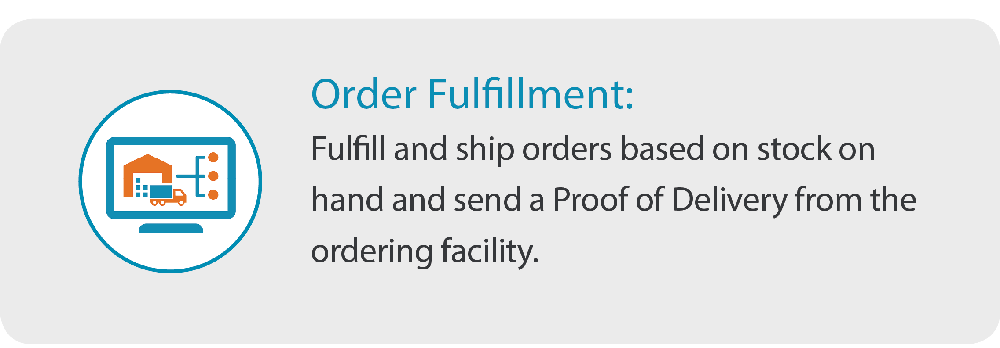 Order Fulfillment:
Fulfill and ship orders based on stock on
hand and send a Proof of Delivery from the
ordering facility.